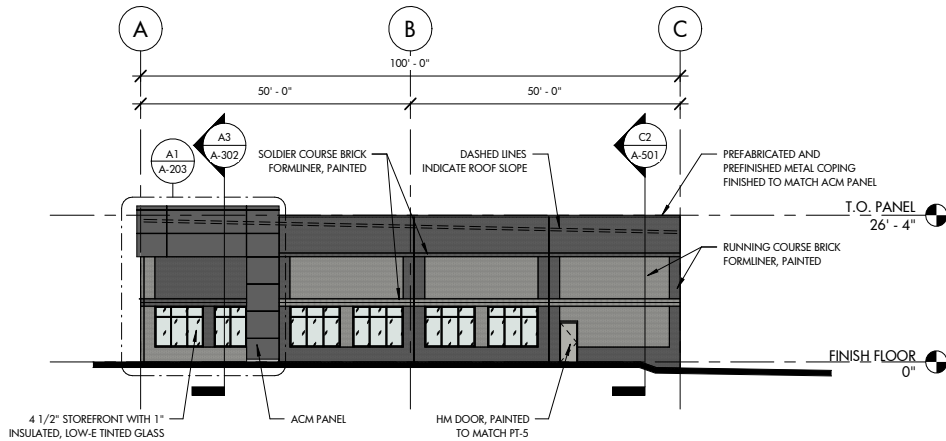 A
B
C
100' - 0"
50' - 0"
50' - 0"
A1
A-203
A3
A-302
C2
A-501
SOLDIER COURSE BRICK
FORMLINER, PAINTED
DASHED LINES
INDICATE ROOF SLOPE
PREFABRICATED AND
PREFINISHED METAL COPING
FINISHED TO MATCH ACM PANEL
T.O. PANEL
26' - 4"
RUNNING COURSE BRICK
FORMLINER, PAINTED
FINISH FLOOR
0"
4 1/2" STOREFRONT WITH 1"
INSULATED, LOW-E TINTED GLASS
ACM PANEL
HM DOOR, PAINTED
TO MATCH PT-5